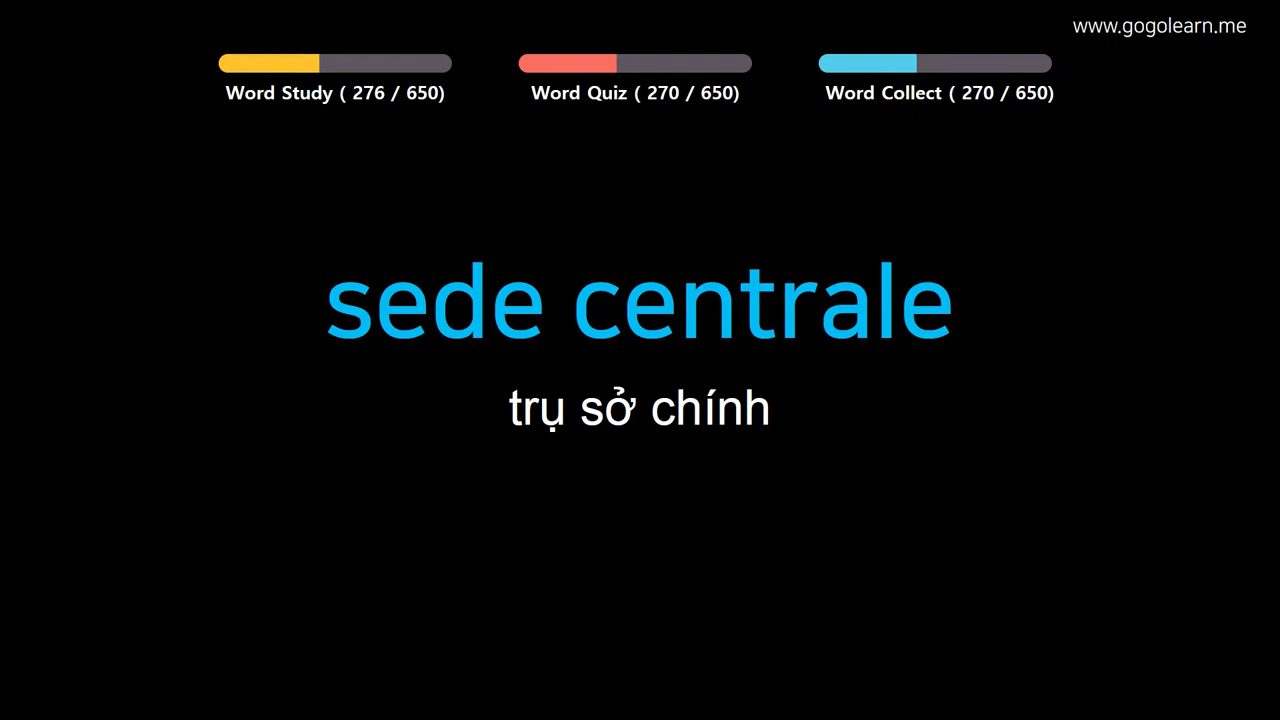 www.gogolearn.me
Word Study ( 276 / 650)
Word Quiz ( 270 / 650)
Word Collect ( 270 / 650)
sede centrale
trụ sở chính